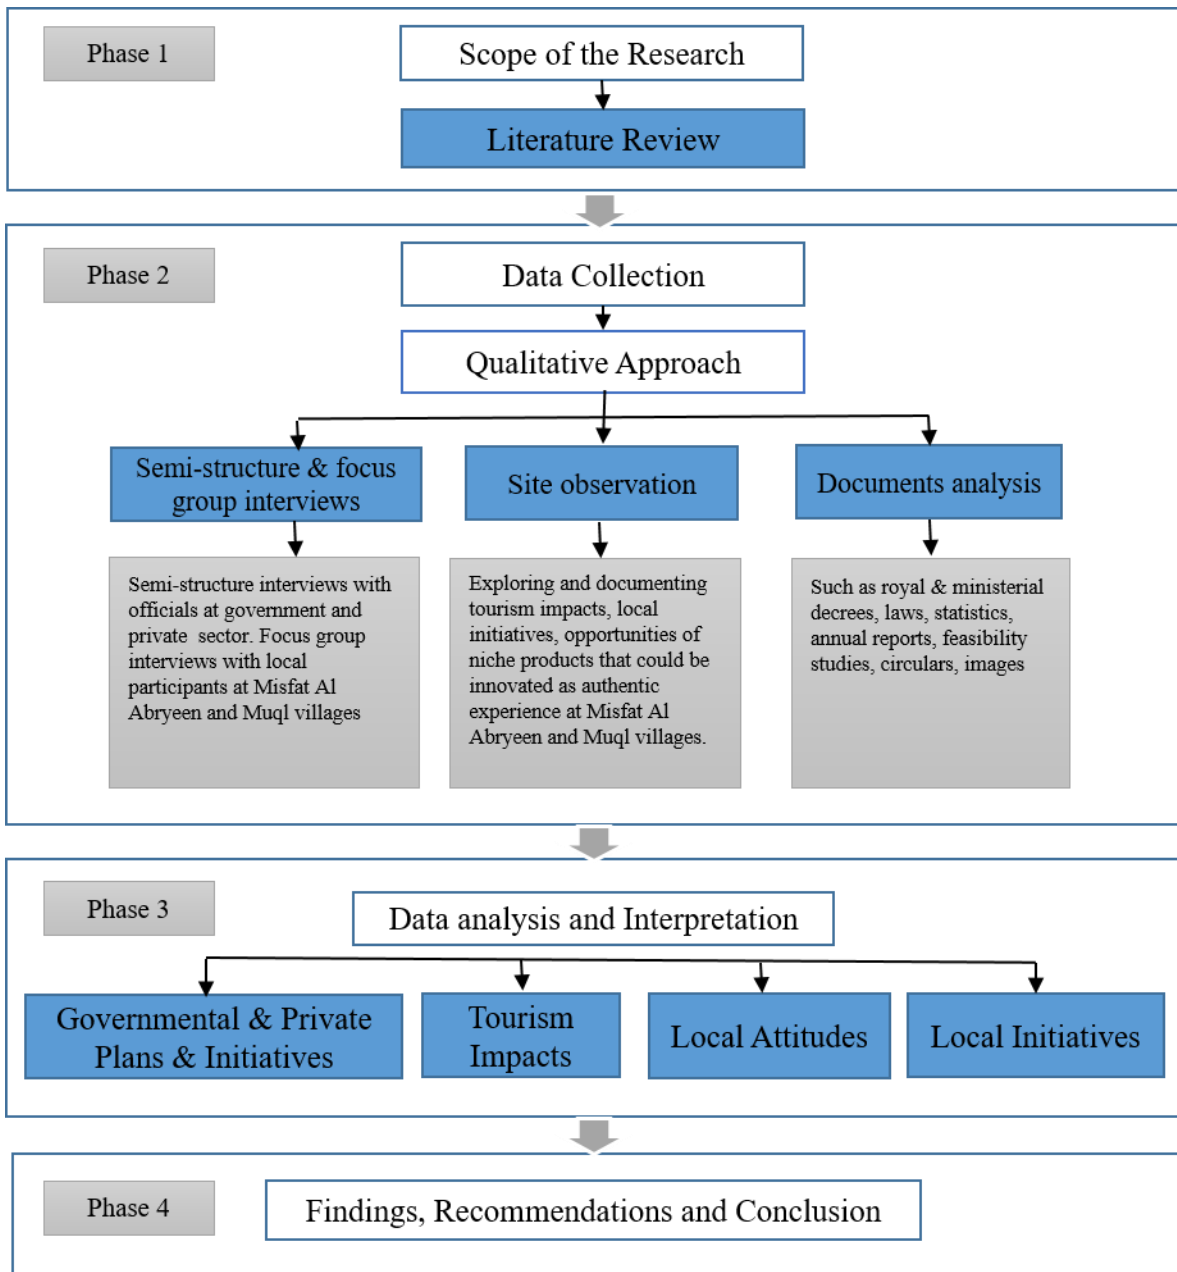 Phase 1
Scope of the Research
Literature Review
Phase 2
Data Collection
Qualitative Approach
Semi-structure & focus
group interviews
Site observation
Documents analysis
Semi-structure interviews with
officials at government and
private sector. Focus group
interviews with local
participants at Misfat Al
Abryeen and Muql villages
Exploring and documenting
tourism impacts, local
initiatives, opportunities of
niche products that could be
innovated as authentic
experience at Misfat Al
Abryeen and Muql villages.
Such as royal & ministerial
decrees, laws, statistics,
annual reports, feasibility
studies, circulars, images
Phase 3
Data analysis and Interpretation
Governmental & Private
Plans & Initiatives
Tourism
Impacts
Local Attitudes
Local Initiatives
Phase 4
Findings, Recommendations and Conclusion